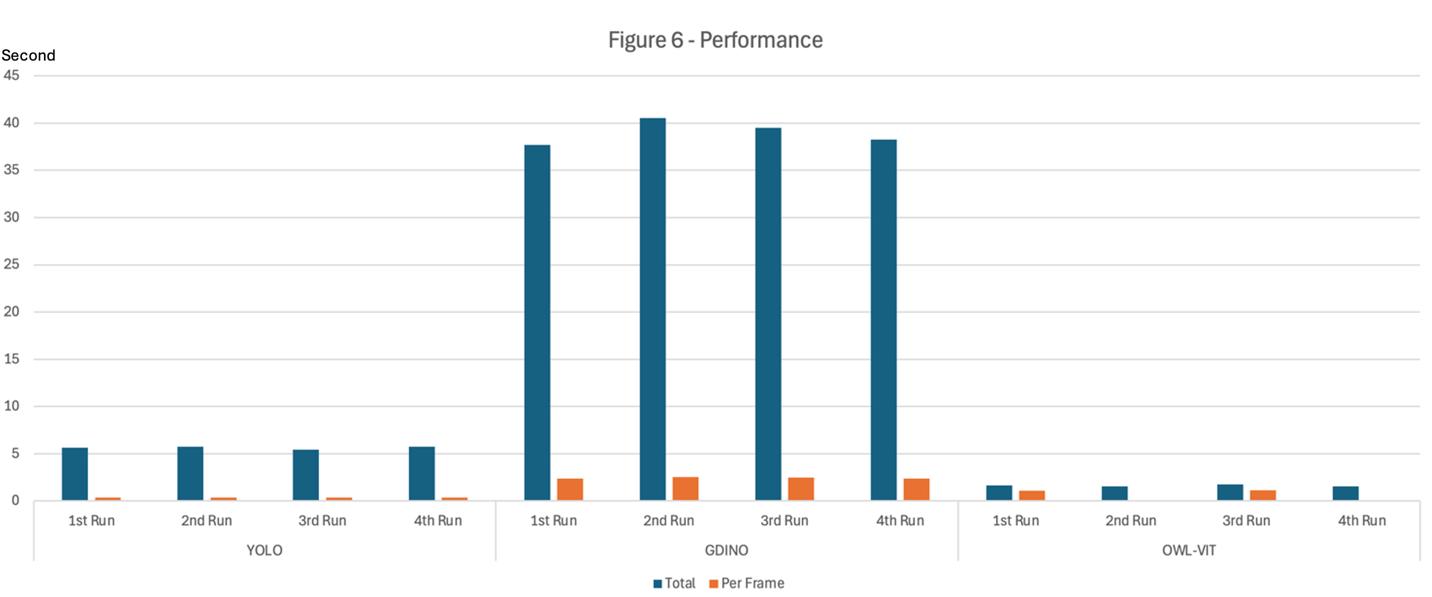 Figure 6 - Performance
Second
45
40
35
30
25
20
15
10
5
0
1st Run 2nd Run 3rd Run 4th Run 1st Run 2nd Run 3rd Run 4th Run 1st Run 2nd Run 3rd Run 4th Run
YOLO GDINO OWL-VIT
Total Per Frame